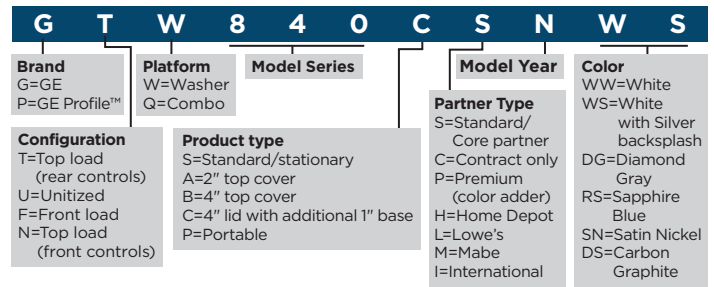 G T W 8 4 0 C S N W S
Brand
G=GE
P=GE Profile™
Platform
W=Washer
Q=Combo
Model Series
Model Year
Color
WW=White
WS=White
with Silver
backsplash
DG=Diamond
Gray
RS=Sapphire
Blue
SN=Satin Nickel
DS=Carbon
Graphite
Configuration
T=Top load
(rear controls)
U=Unitized
F=Front load
N=Top load
(front controls)
Product type
S=Standard/stationary
A=2" top cover
B=4" top cover
C=4" lid with additional 1" base
P=Portable
Partner Type
S=Standard/
Core partner
C=Contract only
P=Premium
(color adder)
H=Home Depot
L=Lowe's
M=Mabe
I=International